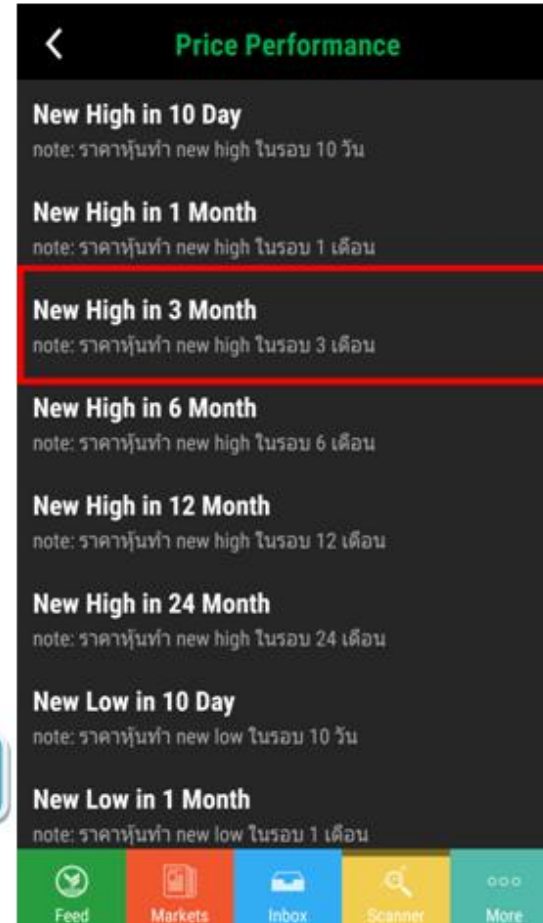 Price Performance
New High in 10 Day
note: ราคาหุ้นทำ new high ในรอบ 10 วัน
New High in 1 Month
note: ราคาหุ้นทำ new high ในรอบ 1 เดือน
New High in 3 Month
note: ราคาหุ้นทำ new high ในรอบ 3 เดือน
New High in 6 Month
note: ราคาหุ้นทำ new high ในรอบ 6 เดือน
New High in 12 Month
note: ราคาหุ้นทำ new high ในรอบ 12 เดือน
New High in 24 Month
note: ราคาหุ้นทำ new high ในรอบ 24 เดือน
New Low in 10 Day
note: ราคาหุ้นทำ new low ในรอบ 10 วัน
New Low in 1 Month
note: ราคาหุ้นทำ new low ในรอบ 1 เดือน
Feed Markets Inbox Scanner More